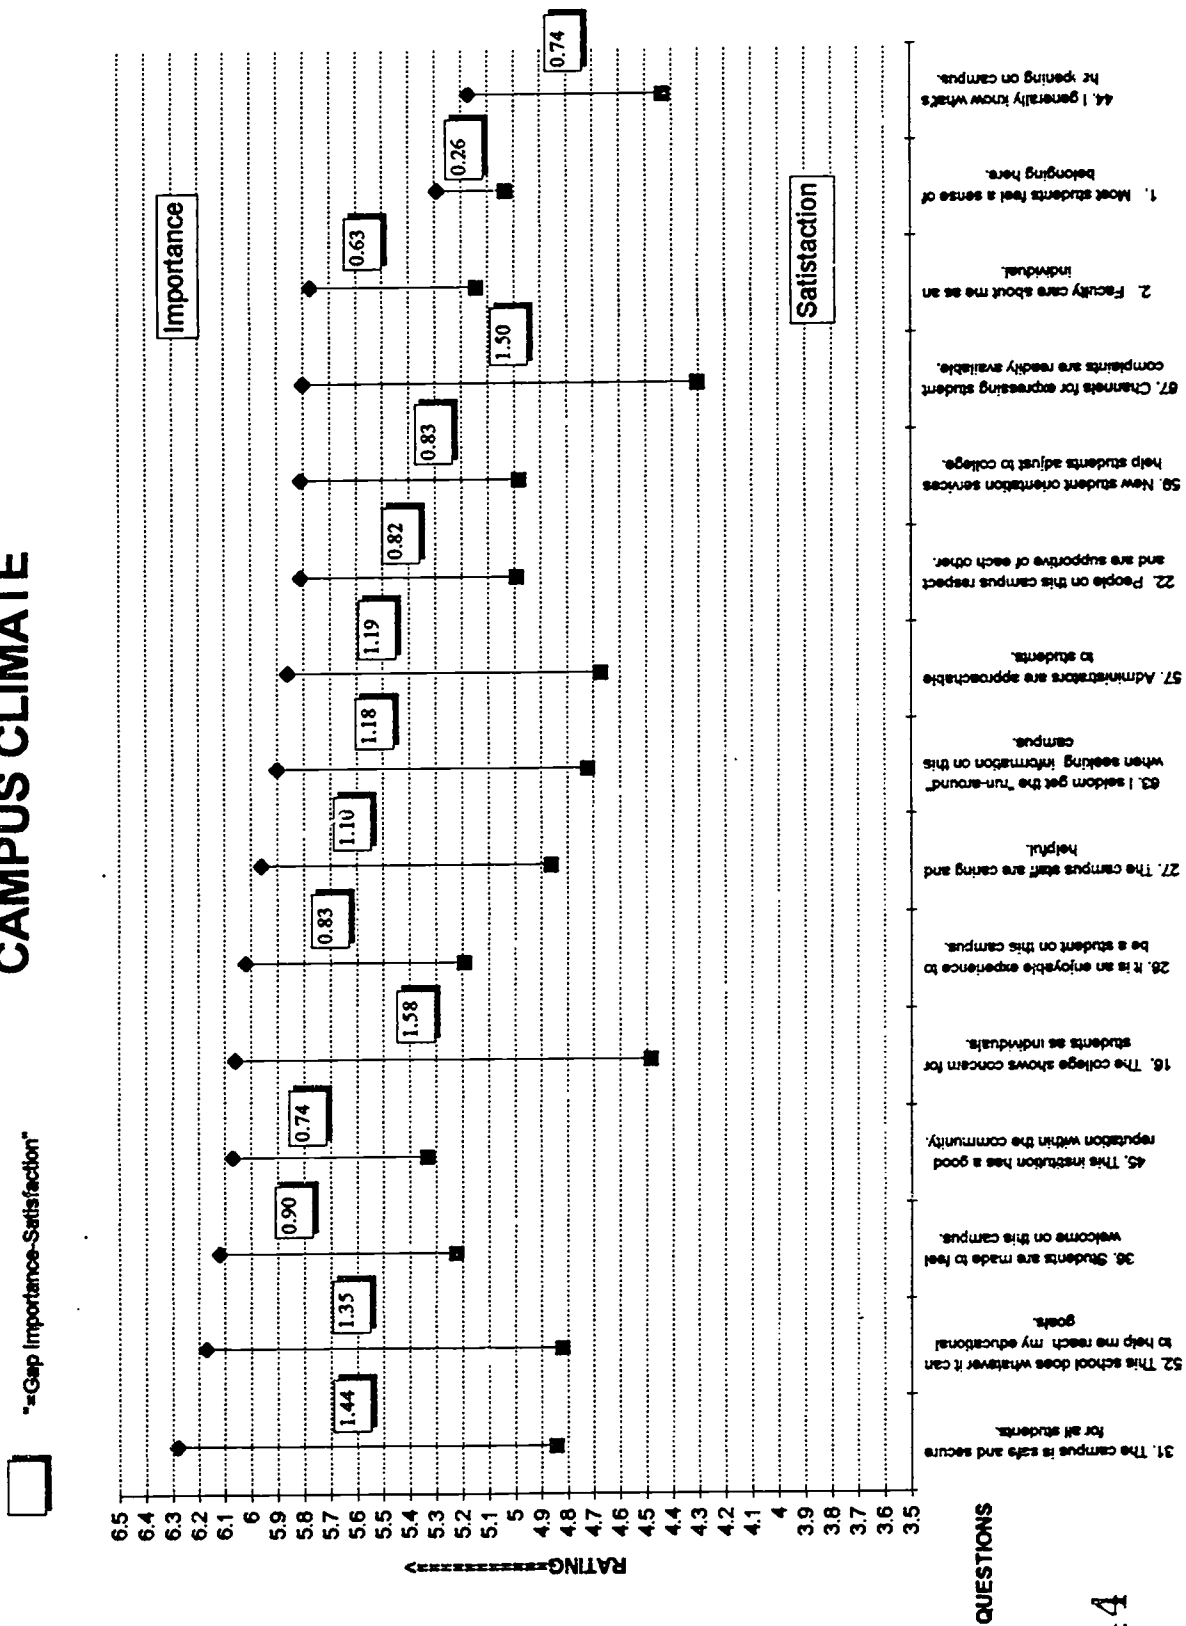 CAMPUS CLIMATE
"=Gap Importance-Satisfaction"
Importance
Satistaction
RATING============>
6.5
6.4
6.3
6.2
6.1
6
5.9
5.8
5.7
5.6
5.5
5.4
5.3
5.2
5.1
5
4.9
4.8
4.7
4.6
4.5
4.4
4.3
4.2
4.1
4
3.9
3.8
3.7
3.6
3.5
1.44
1.35
0.90
0.74
1.58
0.83
1.10
1.18
1.19
0.82
0.83
1.50
0.63
0.26
0.74
QUESTIONS
31. The campus is safe and secure
for all students.
52. This school does whatever it can
to help me reach my educational
goals.
36. Students are made to feel
welcome on this campus.
45. This institution has a good
reputation within the community.
16. The college shows concern for
students as individuals.
28. It is an enjoyable experience to
be a student on this campus.
27. The campus staff are caring and
helpful.
63. I seldom get the "run-around"
when seeking information on this
campus.
57. Administrators are approachable
to students.
22. People on this campus respect
and are supportive of each other.
59. New student orientation services
help students adjust to college.
67. Channels for expressing student
complaints are readily available.
2. Faculty care about me as an
individual.
1. Most students feel a sense of
belonging here.
44. I generally know what's
on campus.
4